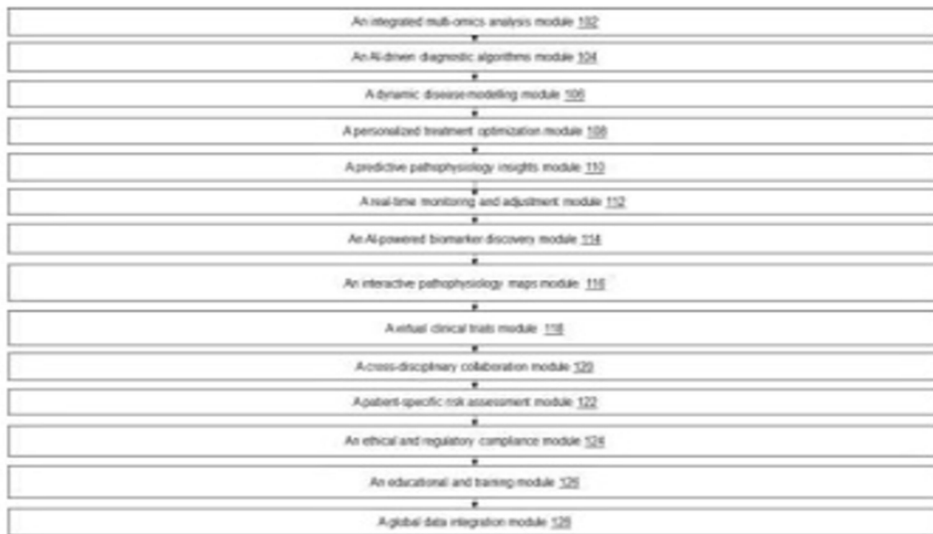 An integrated multi-omics analysis module 102
An AI-driven diagnostic algorithms module 104
A dynamic disease modelling module 106
A personalized treatment optimization module 108
A predictive pathophysiology insights module 110
A real-time monitoring and adjustment module 112
An AI-powered biomarker discovery module 114
An interactive pathophysiology maps module 116
A virtual clinical trials module 118
A cross-disciplinary collaboration module 120
A patient-specific risk assessment module 122
An ethical and regulatory compliance module 124
An educational and training module 126
A global data integration module 128